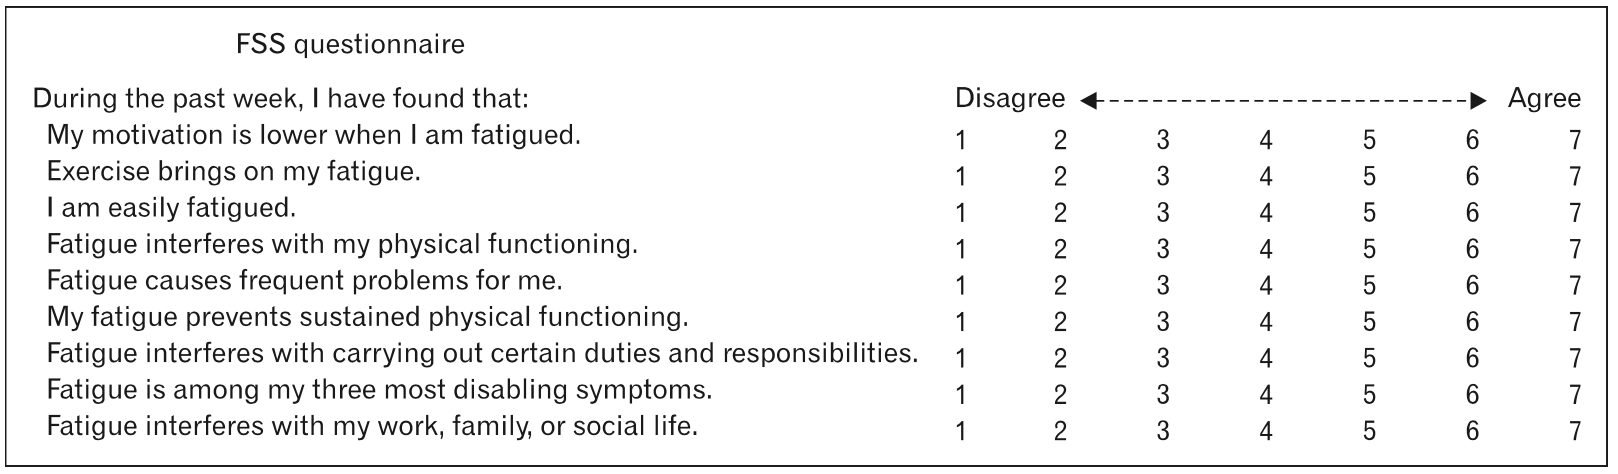 FSS questionnaire
During the past week, I have found that: Disagree Agree
My motivation is lower when I am fatigued. 1 2 3 4 5 6 7
Exercise brings on my fatigue. 1 2 3 4 5 6 7
I am easily fatigued. 1 2 3 4 5 6 7
Fatigue interferes with my physical functioning. 1 2 3 4 5 6 7
Fatigue causes frequent problems for me. 1 2 3 4 5 6 7
My fatigue prevents sustained physical functioning. 1 2 3 4 5 6 7
Fatigue interferes with carrying out certain duties and responsibilities. 1 2 3 4 5 6 7
Fatigue is among my three most disabling symptoms. 1 2 3 4 5 6 7
Fatigue interferes with my work, family, or social life. 1 2 3 4 5 6 7